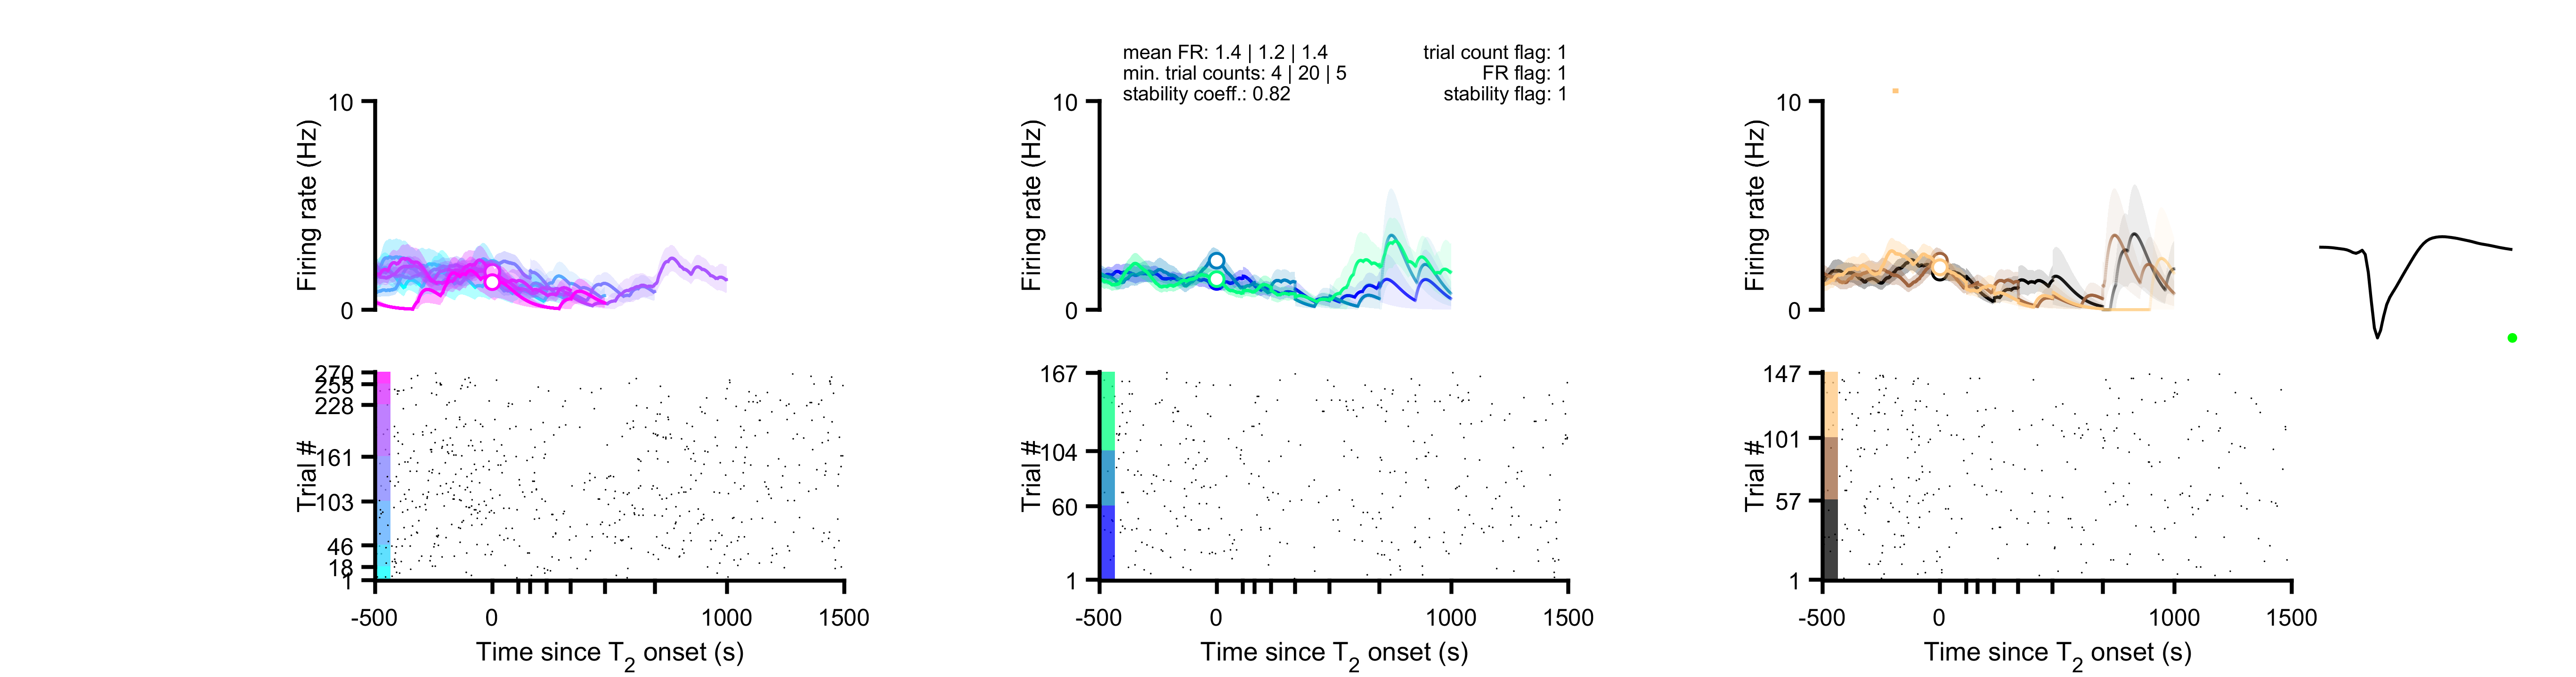 mean FR: 1.4 | 1.2 | 1.4
min. trial counts: 4 | 20 | 5
stability coeff.: 0.82
trial count flag: 1
FR flag: 1
stability flag: 1
10
Firing rate (Hz)
0
10
Firing rate (Hz)
0
10
Firing rate (Hz)
0
270
255
228
161
103
46
18
1
Trial #
-500
0
1000
1500
Time since T2 onset (s)
167
104
60
1
Trial #
-500
0
1000
1500
Time since T2 onset (s)
147
101
57
1
Trial #
-500
0
1000
1500
Time since T2 onset (s)